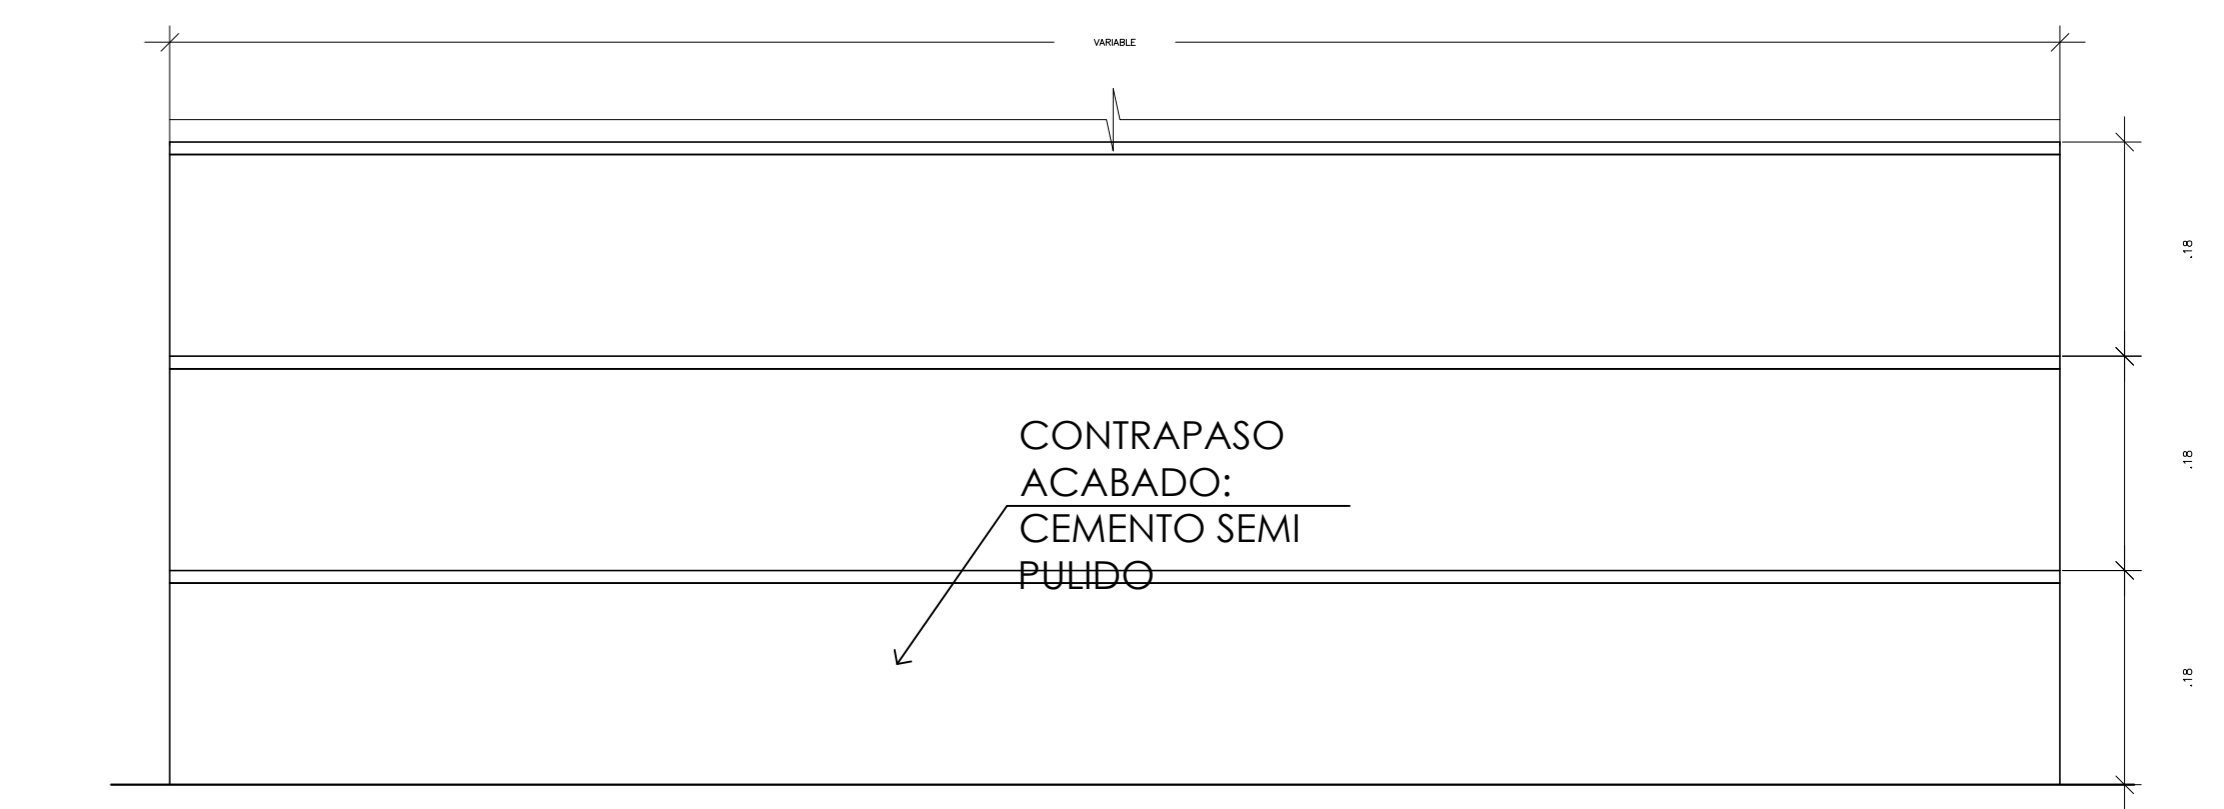 VARIABLE
.18
CONTRAPASO
ACABADO:
CEMENTO SEMI
PULIDO
.18
.18